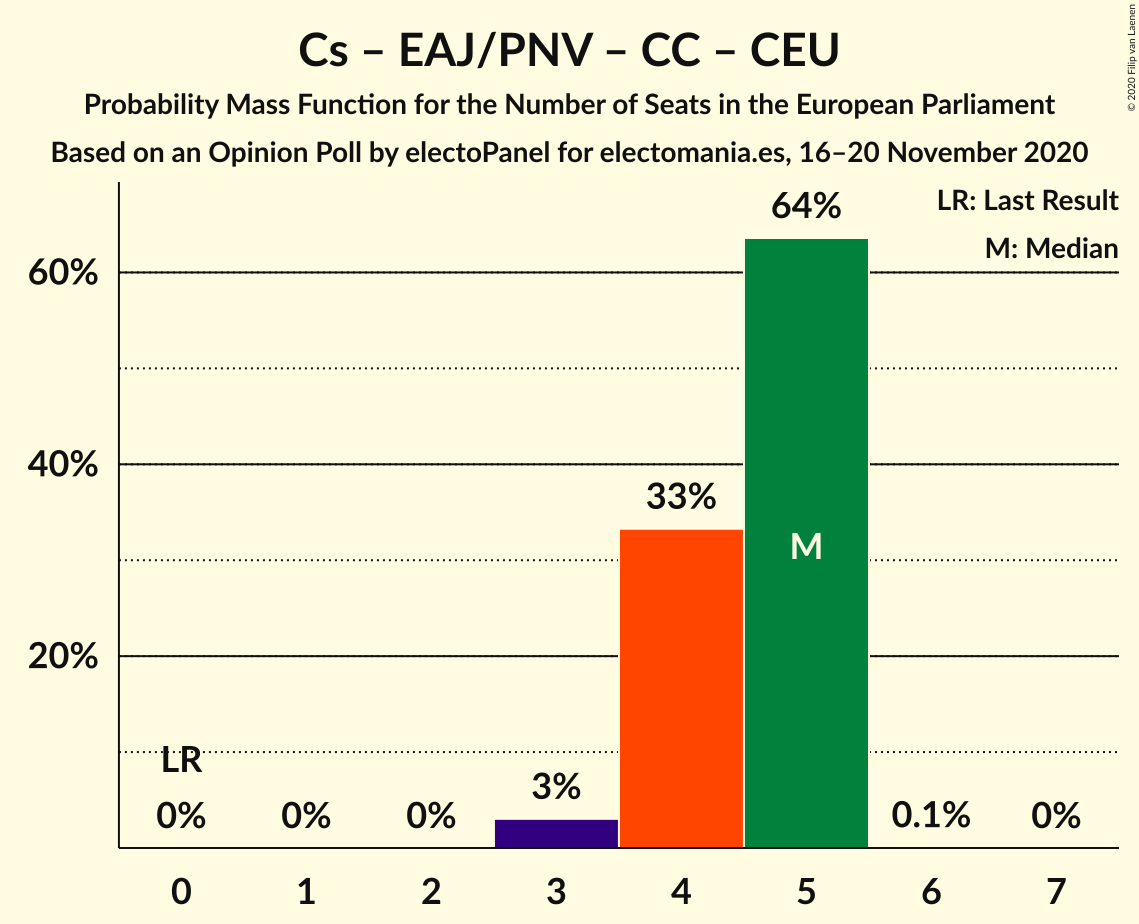 Cs – EAJ/PNV – CC – CEU
Probability Mass Function for the Number of Seats in the European Parliament
Based on an Opinion Poll by electoPanel for electomania.es, 16–20 November 2020
© 2020 Filip van Laenen
LR: Last Result
M: Median
64%
60%
40%
33%
M
20%
LR
3%
0% 0% 0% 0.1% 0%
0 1 2 3 4 5 6 7